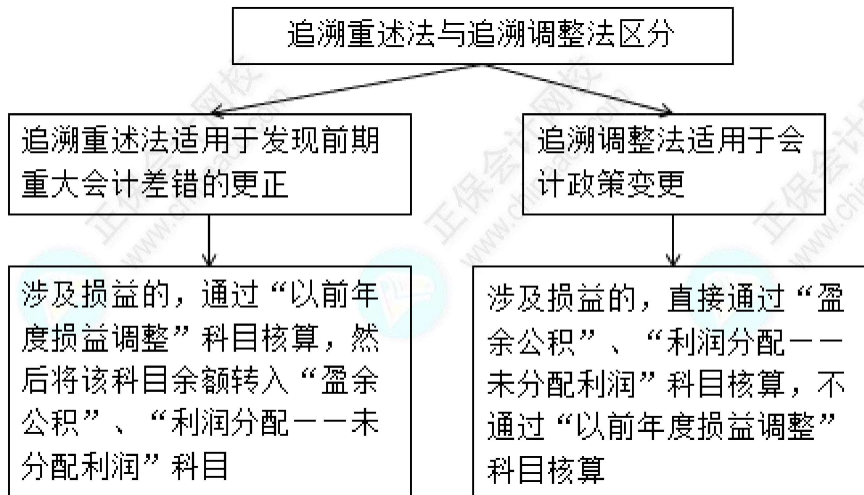 追溯重述法与追溯调整法区分
追溯重述法适用于发现前期
重大会计差错的更正
追溯调整法适用于会
计政策变更
涉及损益的，通过“以前年
度损益调整”科目核算，然
后将该科目余额转入“盈余
公积”、“利润分配——未
分配利润”科目
涉及损益的，直接通过“盈
余公积”、“利润分配——
未分配利润”科目核算，不
通过“以前年度损益调整”
科目核算
正保会计网校